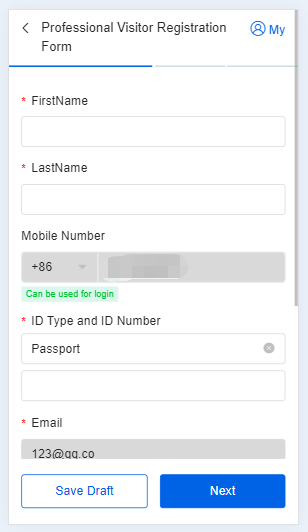 Professional Visitor Registration
Form
My
* FirstName
* LastName
Mobile Number
+86
Can be used for login
* ID Type and ID Number
Passport
* Email
123@qq.co
Save Draft
Next